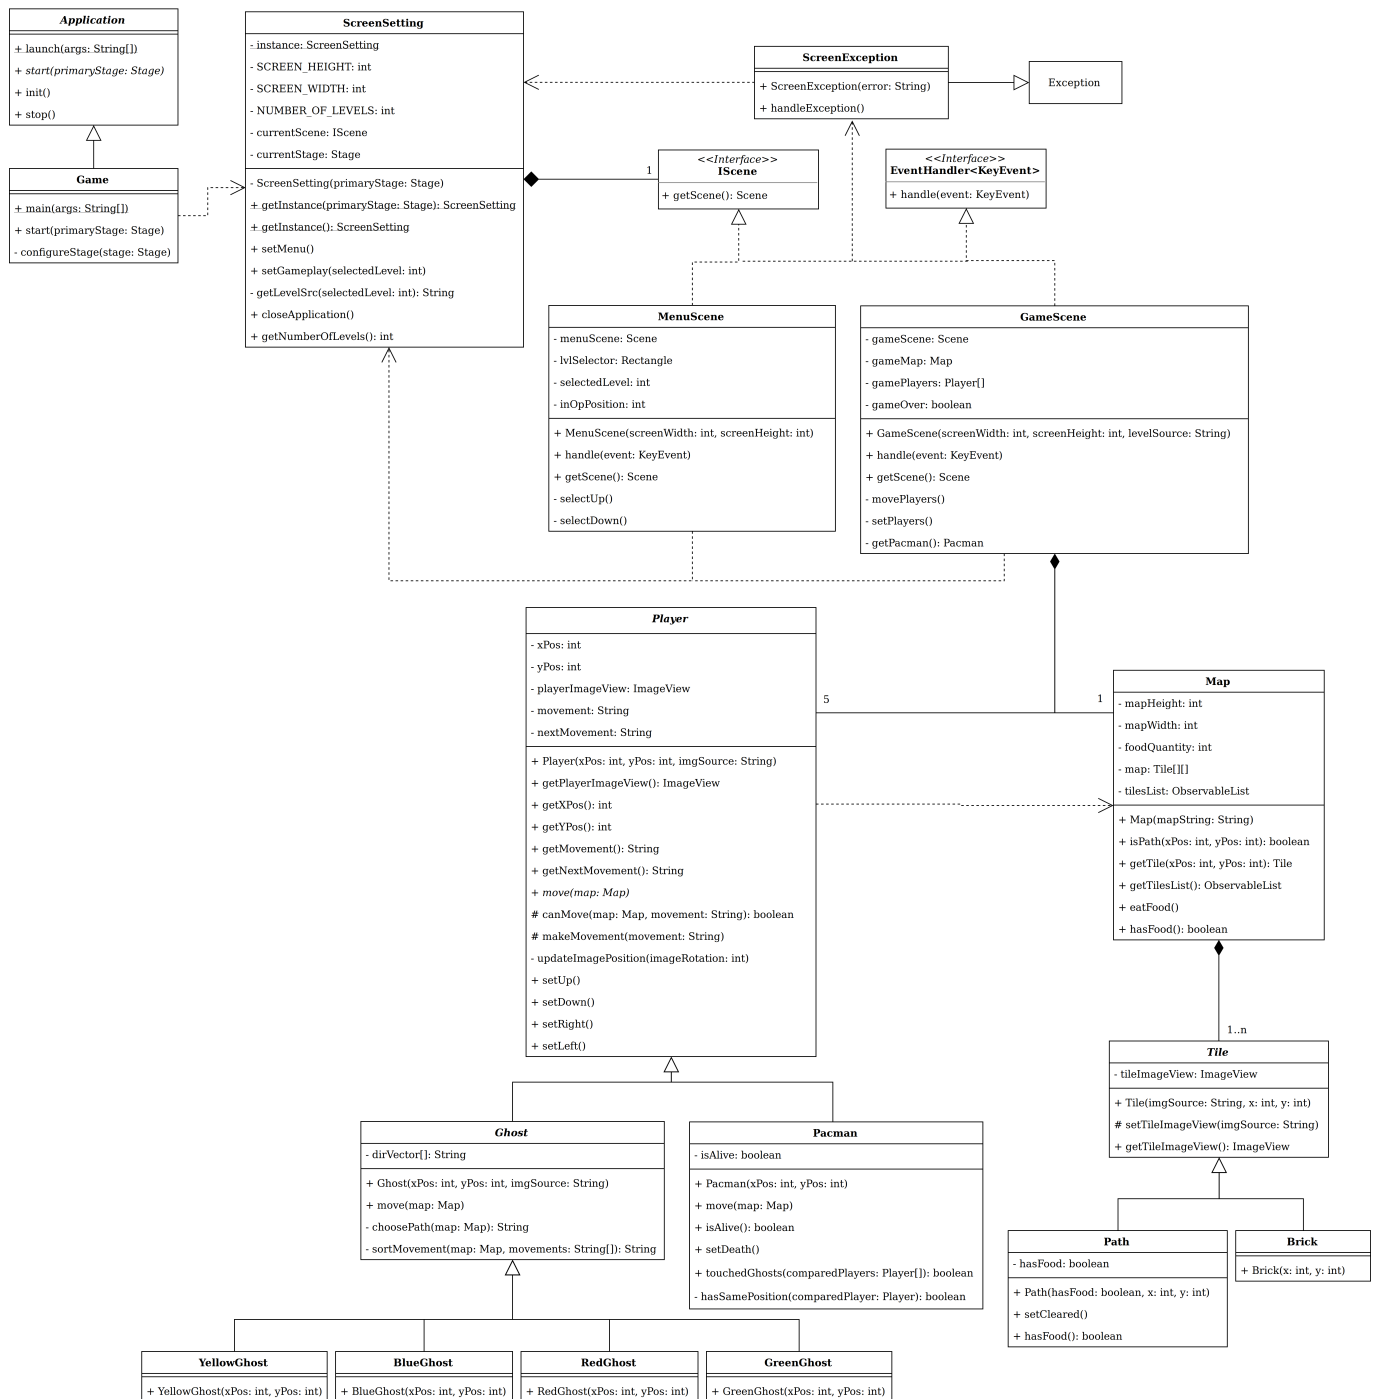 Application
+ launch(args: String[])
+ start(primaryStage: Stage)
+ init()
+ stop()
Game
+ main(args: String[])
+ start(primaryStage: Stage)
- configureStage(stage: Stage)
ScreenSetting
- instance: ScreenSetting
- SCREEN_HEIGHT: int
- SCREEN_WIDTH: int
- NUMBER_OF_LEVELS: int
- currentScene: IScene
- currentStage: Stage
- ScreenSetting(primaryStage: Stage)
+ getInstance(primaryStage: Stage): ScreenSetting
+ getInstance(): ScreenSetting
+ setMenu()
+ setGameplay(selectedLevel: int)
- getLevelSrc(selectedLevel: int): String
+ closeApplication()
+ getNumberOfLevels(): int
ScreenException
+ ScreenException(error: String)
+ handleException()
Exception
1
<<Interface>>
IScene
+ getScene(): Scene
<<Interface>>
EventHandler<KeyEvent>
+ handle(event: KeyEvent)
MenuScene
- menuScene: Scene
- lvlSelector: Rectangle
- selectedLevel: int
- inOpPosition: int
+ MenuScene(screenWidth: int, screenHeight: int)
+ handle(event: KeyEvent)
+ getScene(): Scene
- selectUp()
- selectDown()
GameScene
- gameScene: Scene
- gameMap: Map
- gamePlayers: Player[]
- gameOver: boolean
+ GameScene(screenWidth: int, screenHeight: int, levelSource: String)
+ handle(event: KeyEvent)
+ getScene(): Scene
- movePlayers()
- setPlayers()
- getPacman(): Pacman
Player
- xPos: int
- yPos: int
- playerImageView: ImageView
- movement: String
- nextMovement: String
+ Player(xPos: int, yPos: int, imgSource: String)
+ getPlayerImageView(): ImageView
+ getXPos(): int
+ getYPos(): int
+ getMovement(): String
+ getNextMovement(): String
+ move(map: Map)
# canMove(map: Map, movement: String): boolean
# makeMovement(movement: String)
- updateImagePosition(imageRotation: int)
+ setUp()
+ setDown()
+ setRight()
+ setLeft()
5
1
Map
- mapHeight: int
- mapWidth: int
- foodQuantity: int
- map: Tile[][]
- tilesList: ObservableList
+ Map(mapString: String)
+ isPath(xPos: int, yPos: int): boolean
+ getTile(xPos: int, yPos: int): Tile
+ getTilesList(): ObservableList
+ eatFood()
+ hasFood(): boolean
1..n
Tile
- tileImageView: ImageView
+ Tile(imgSource: String, x: int, y: int)
# setTileImageView(imgSource: String)
+ getTileImageView(): ImageView
Ghost
- dirVector[]: String
+ Ghost(xPos: int, yPos: int, imgSource: String)
+ move(map: Map)
- choosePath(map: Map): String
- sortMovement(map: Map, movements: String[]): String
Pacman
- isAlive: boolean
+ Pacman(xPos: int, yPos: int)
+ move(map: Map)
+ isAlive(): boolean
+ setDeath()
+ touchedGhosts(comparedPlayers: Player[]): boolean
- hasSamePosition(comparedPlayer: Player): boolean
Path
- hasFood: boolean
+ Path(hasFood: boolean, x: int, y: int)
+ setCleared()
+ hasFood(): boolean
Brick
+ Brick(x: int, y: int)
YellowGhost
+ YellowGhost(xPos: int, yPos: int)
BlueGhost
+ BlueGhost(xPos: int, yPos: int)
RedGhost
+ RedGhost(xPos: int, yPos: int)
GreenGhost
+ GreenGhost(xPos: int, yPos: int)